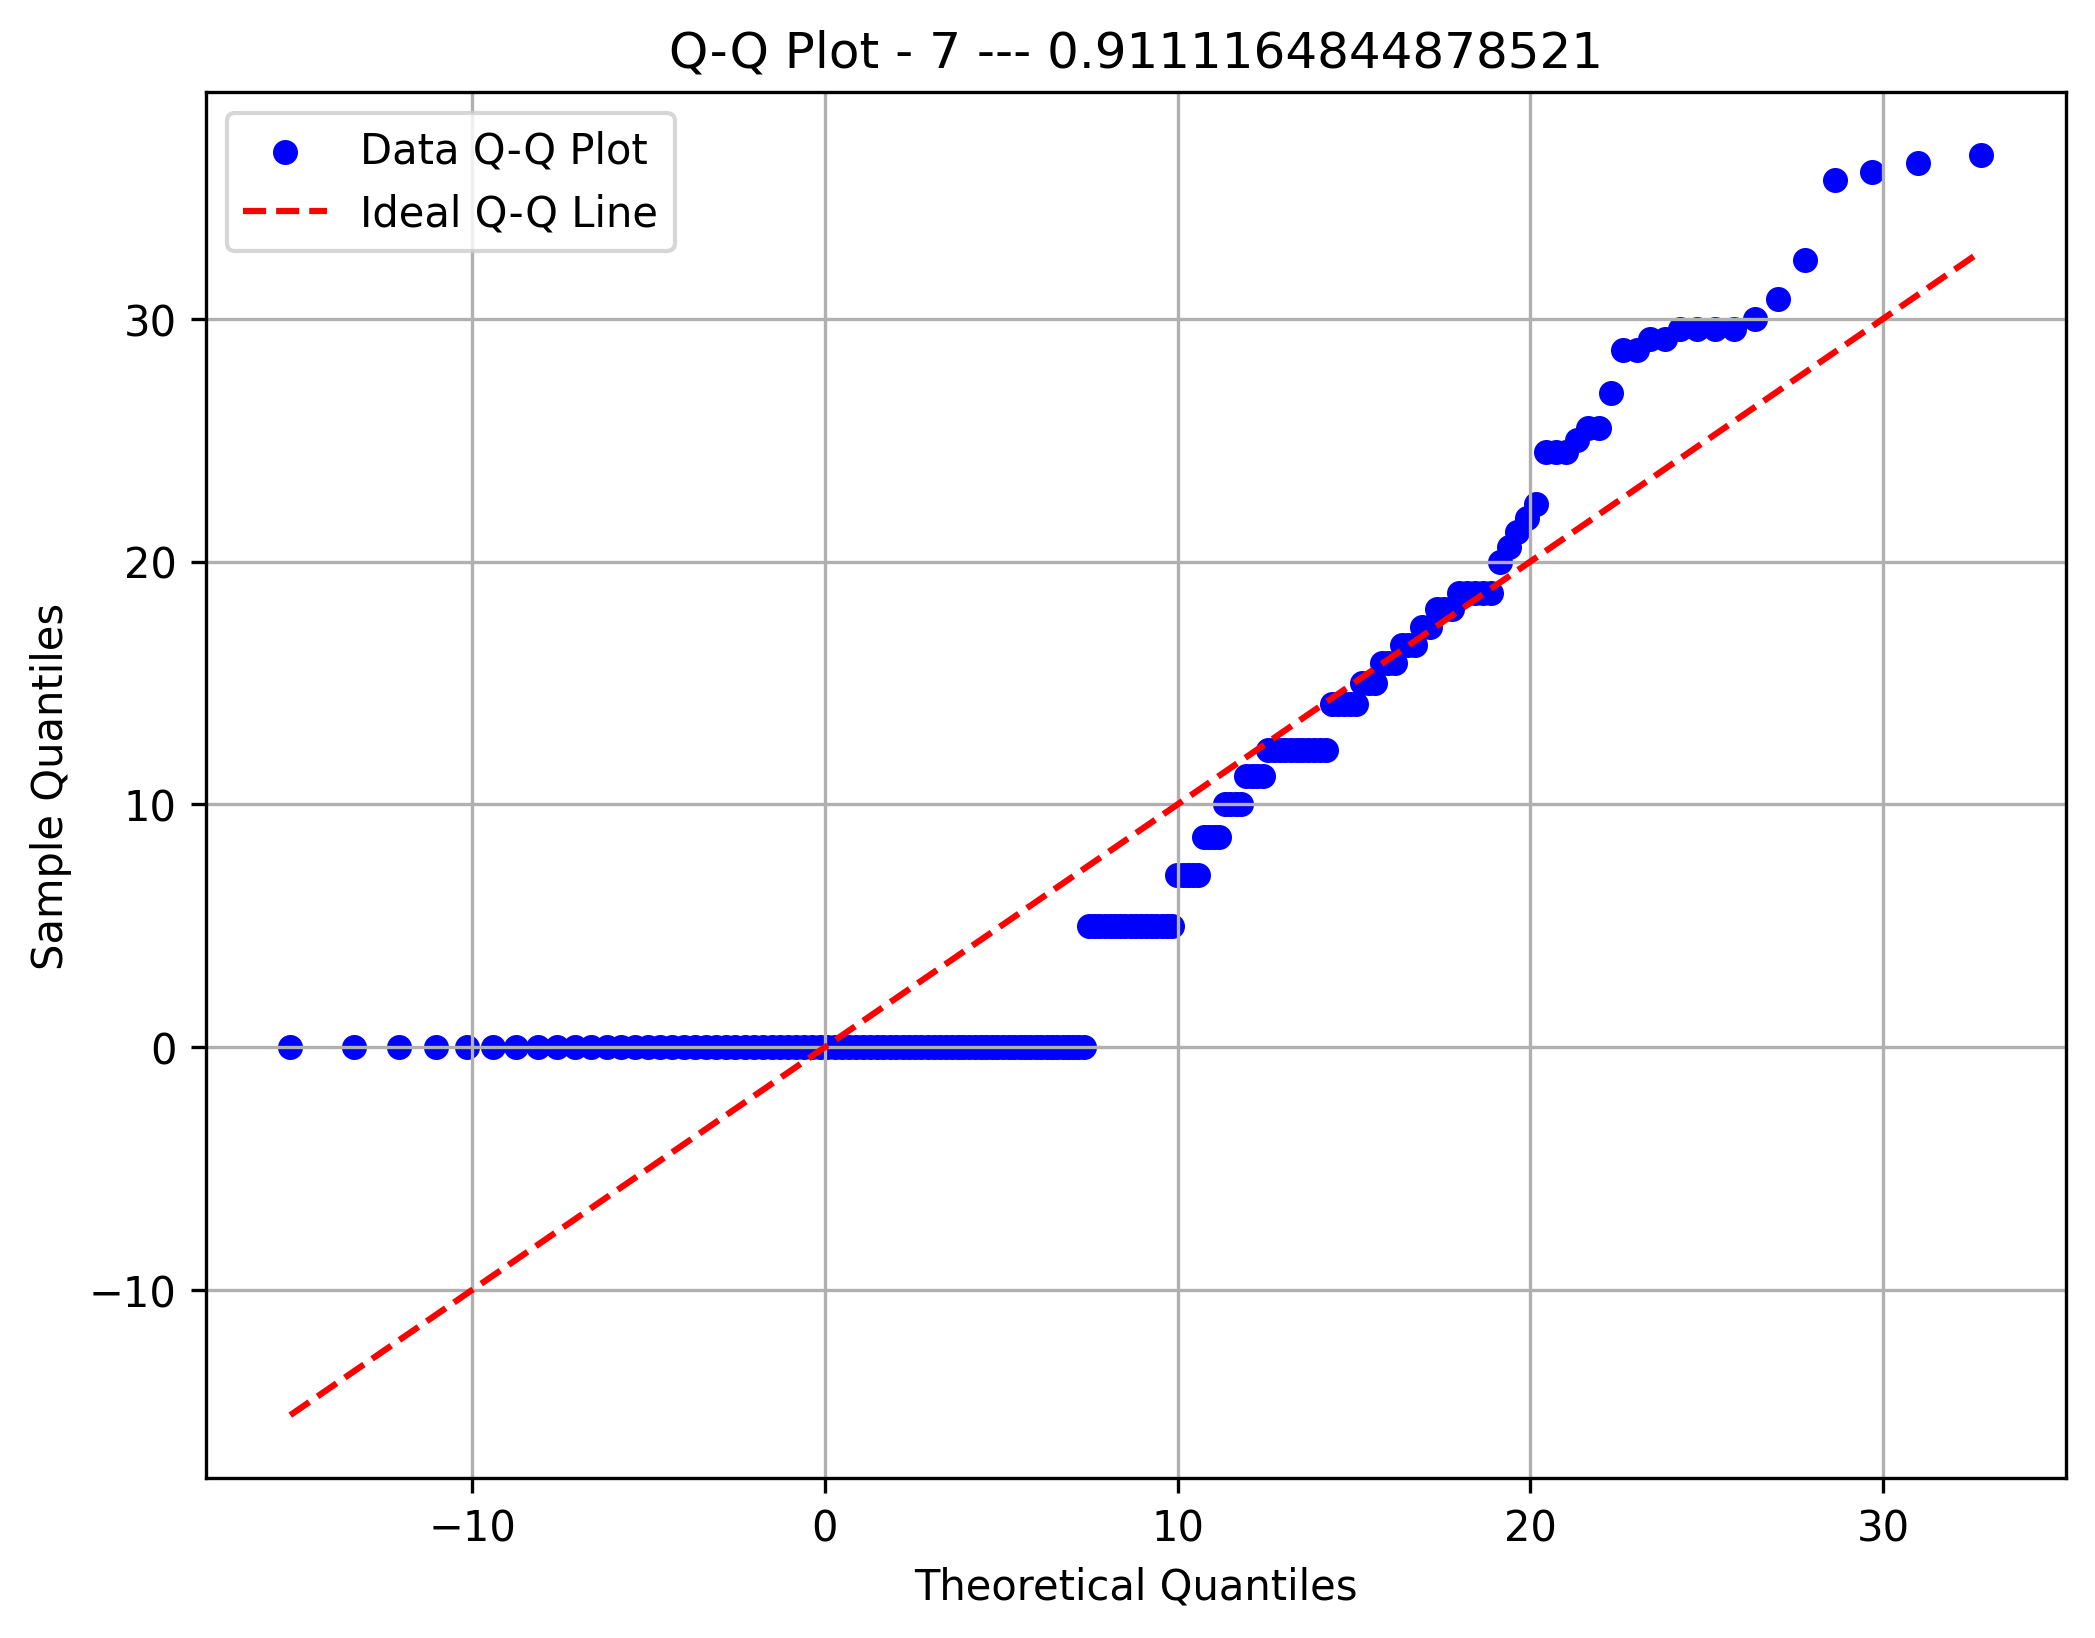 Q-Q Plot - 7 --- 0.9111164844878521
Data Q-Q Plot
Ideal Q-Q Line
30
20
10
0
−10
Sample Quantiles
−10 0 10 20 30
Theoretical Quantiles